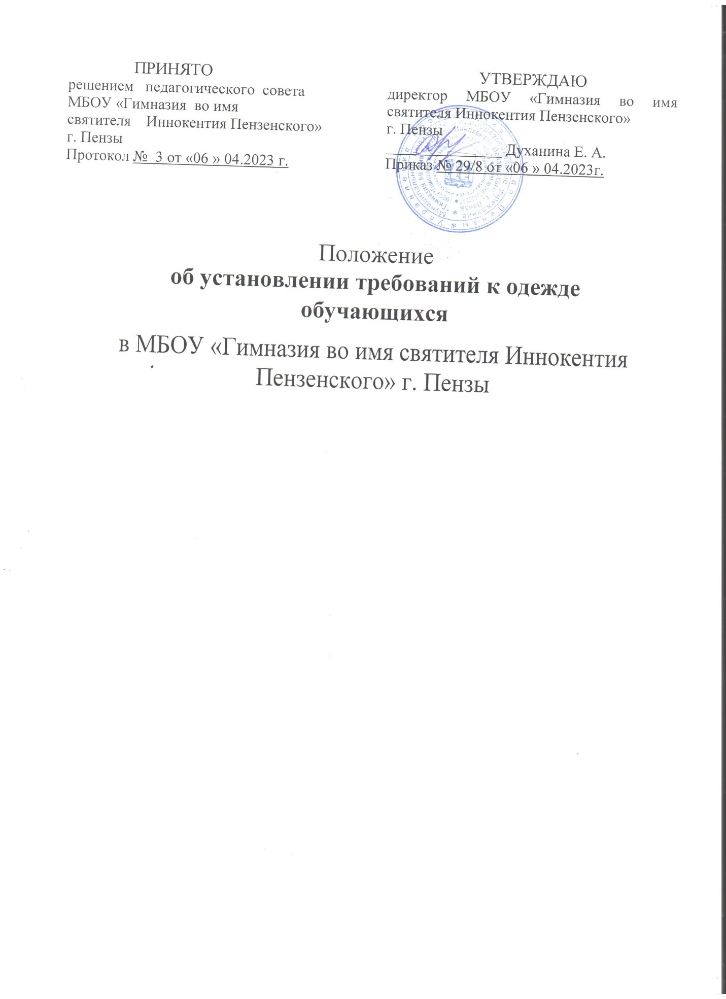 ПРИНЯТО
решением педагогического совета
МБОУ «Гимназия во имя
святителя Иннокентия Пензенского»
г. Пензы
Протокол № 3 от «06 » 04.2023 г.
УТВЕРЖДАЮ
директор МБОУ «Гимназия во имя
святителя Иннокентия Пензенского»
г. Пензы
Духанина Е. А.
Приказ № 29/8 от «06 » 04.2023г.
Положение
об установлении требований к одежде
обучающихся
в МБОУ «Гимназия во имя святителя Иннокентия
Пензенского» г. Пензы